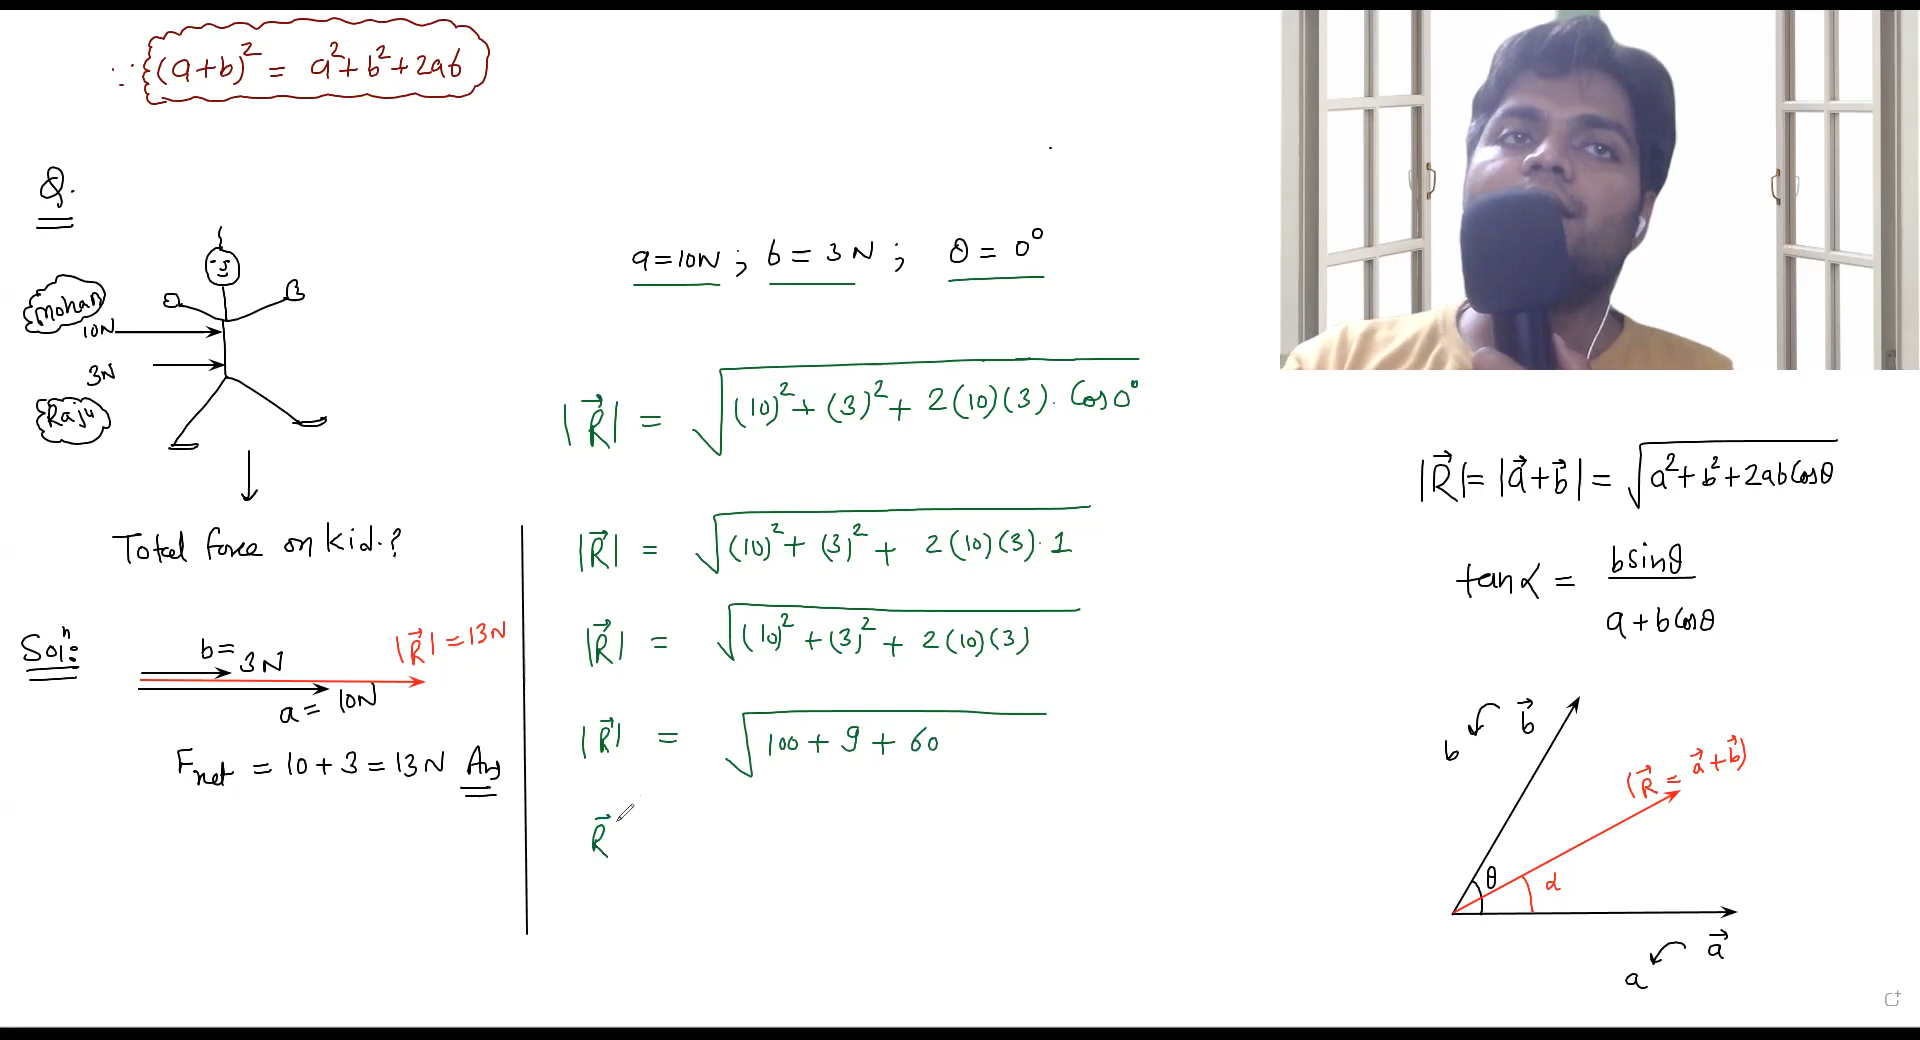 ∵ (a+b)² = a²+b²+2ab
Q.
Mohan
10N
3N
Raju
Total force on kid.?
Solⁿ:
b=
3N
|R⃗| = 13N
a= 10N
Fnet = 10 + 3 = 13N Ans
a=10N ; b = 3N ; θ = 0°
|R⃗| = √((10)² + (3)² + 2(10)(3). Cos0°)
|R⃗| = √((10)² + (3)² + 2(10)(3).1)
|R⃗| = √((10)² + (3)² + 2(10)(3))
|R⃗| = √(100 + 9 + 60)
R⃗
|R⃗| = |a⃗+b⃗| = √(a²+b²+2abCosθ)
tanα = bsinθ / a+bCosθ
b b⃗
(R⃗ = a⃗+b⃗)
θ α
a a⃗